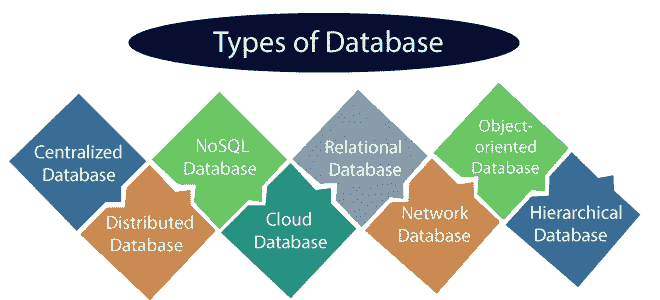 Types of Database
Centralized
Database
Distributed
Database
NoSQL
Database
Cloud
Database
Relational
Database
Network
Database
Object-
oriented
Database
Hierarchical
Database